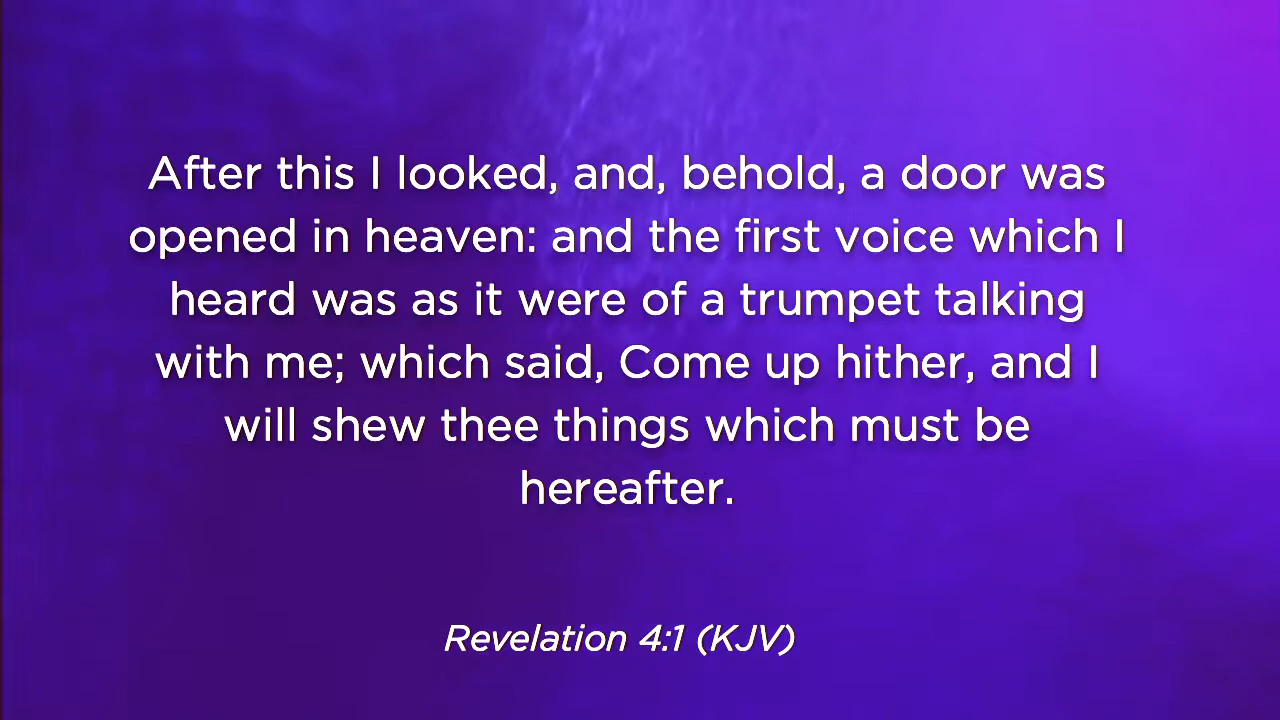 After this I looked, and, behold, a door was
opened in heaven: and the first voice which I
heard was as it were of a trumpet talking
with me; which said, Come up hither, and I
will shew thee things which must be
hereafter.
Revelation 4:1 (KJV)